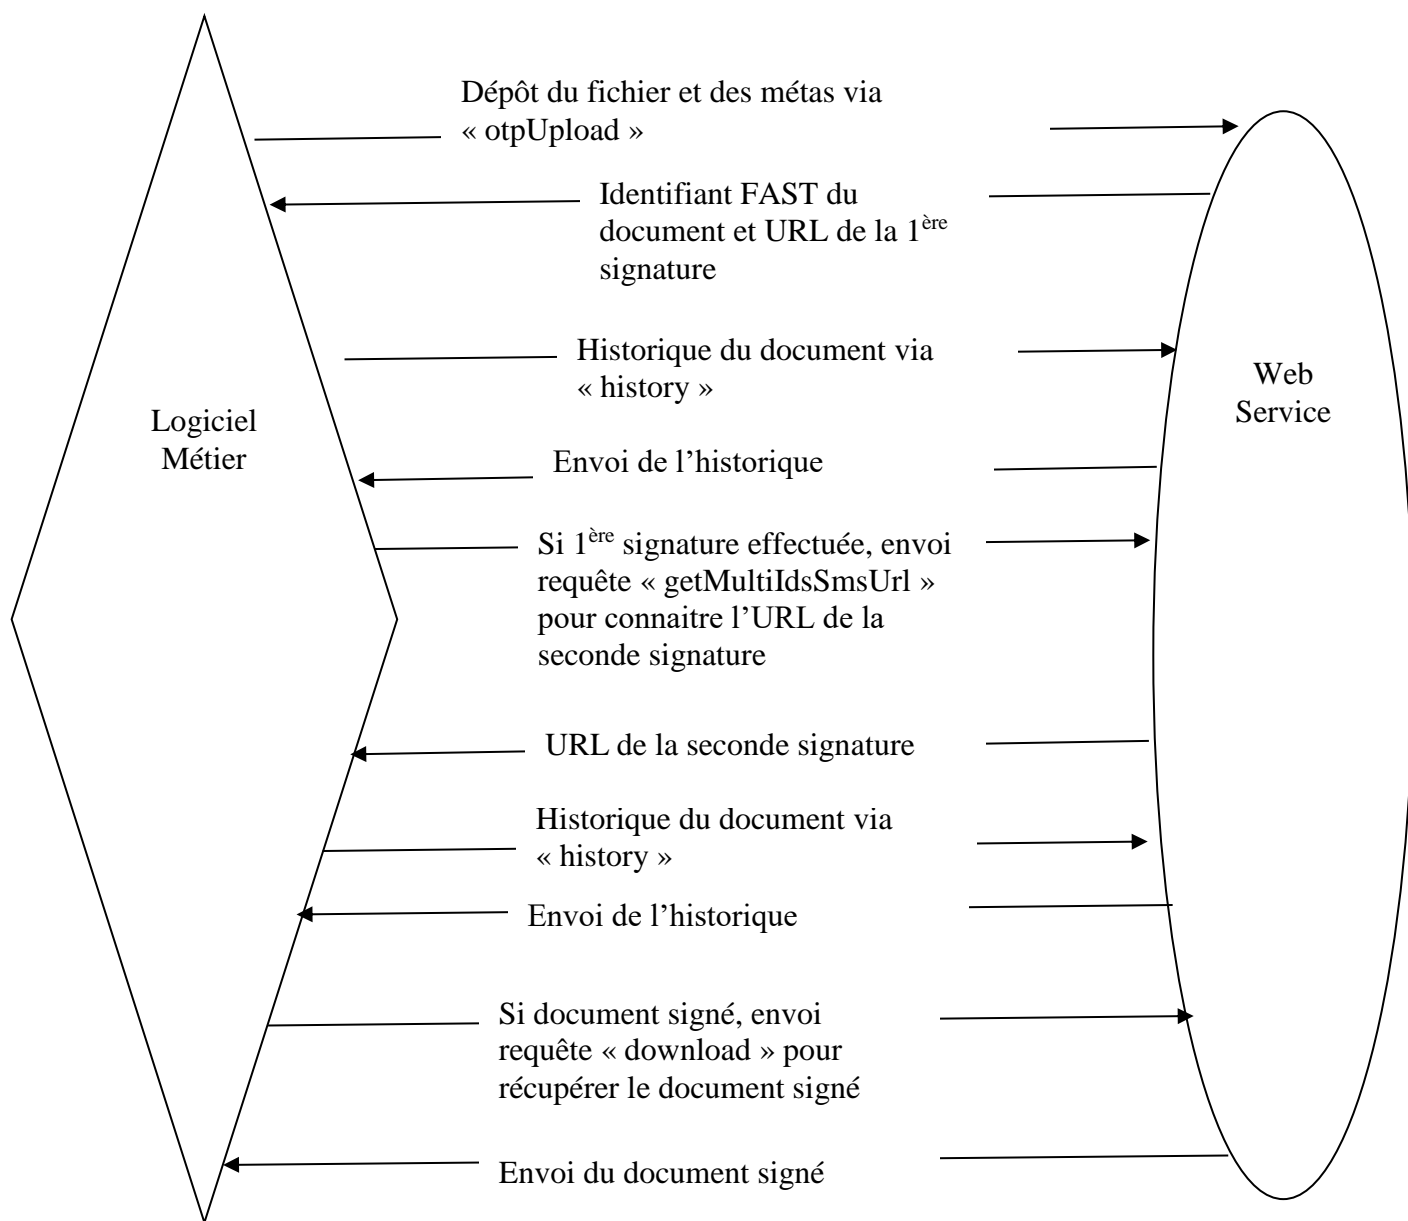 Dépôt du fichier et des métas via
« otpUpload »
Identifiant FAST du
document et URL de la 1ère
signature
Historique du document via
« history »
Web
Service
Logiciel
Métier
Envoi de l’historique
Si 1ère signature effectuée, envoi
requête « getMultiIdsSmsUrl »
pour connaitre l’URL de la
seconde signature
URL de la seconde signature
Historique du document via
« history »
Envoi de l’historique
Si document signé, envoi
requête « download » pour
récupérer le document signé
Envoi du document signé